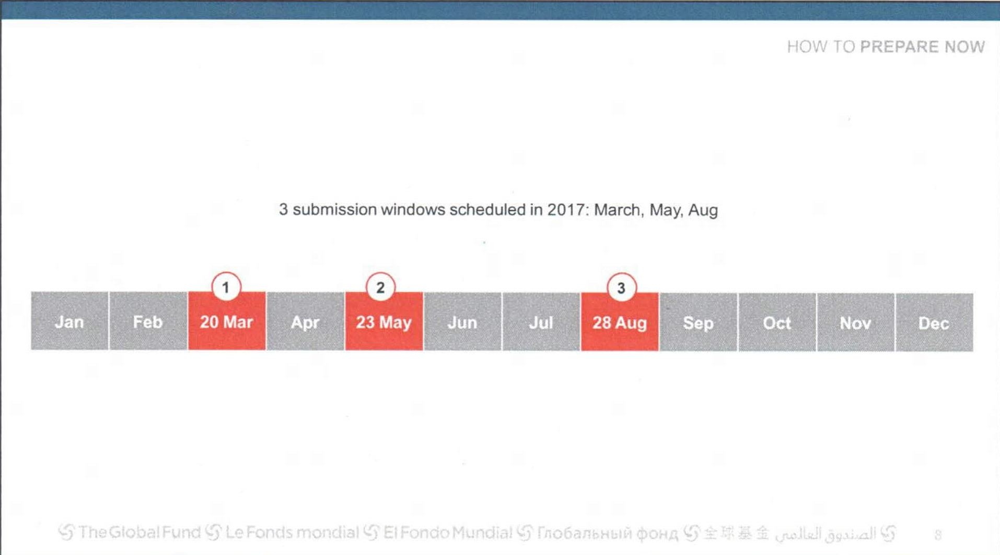 HOW TO PREPARE NOW
3 submission windows scheduled in 2017: March, May, Aug
1 2 3
Jan Feb 20 Mar Apr 23 May Jun Jul 28 Aug Sep Oct Nov Dec
The Global Fund Le Fonds mondial El Fondo Mundial Глобальный фонд 全球基金 الصندوق العالمي 8